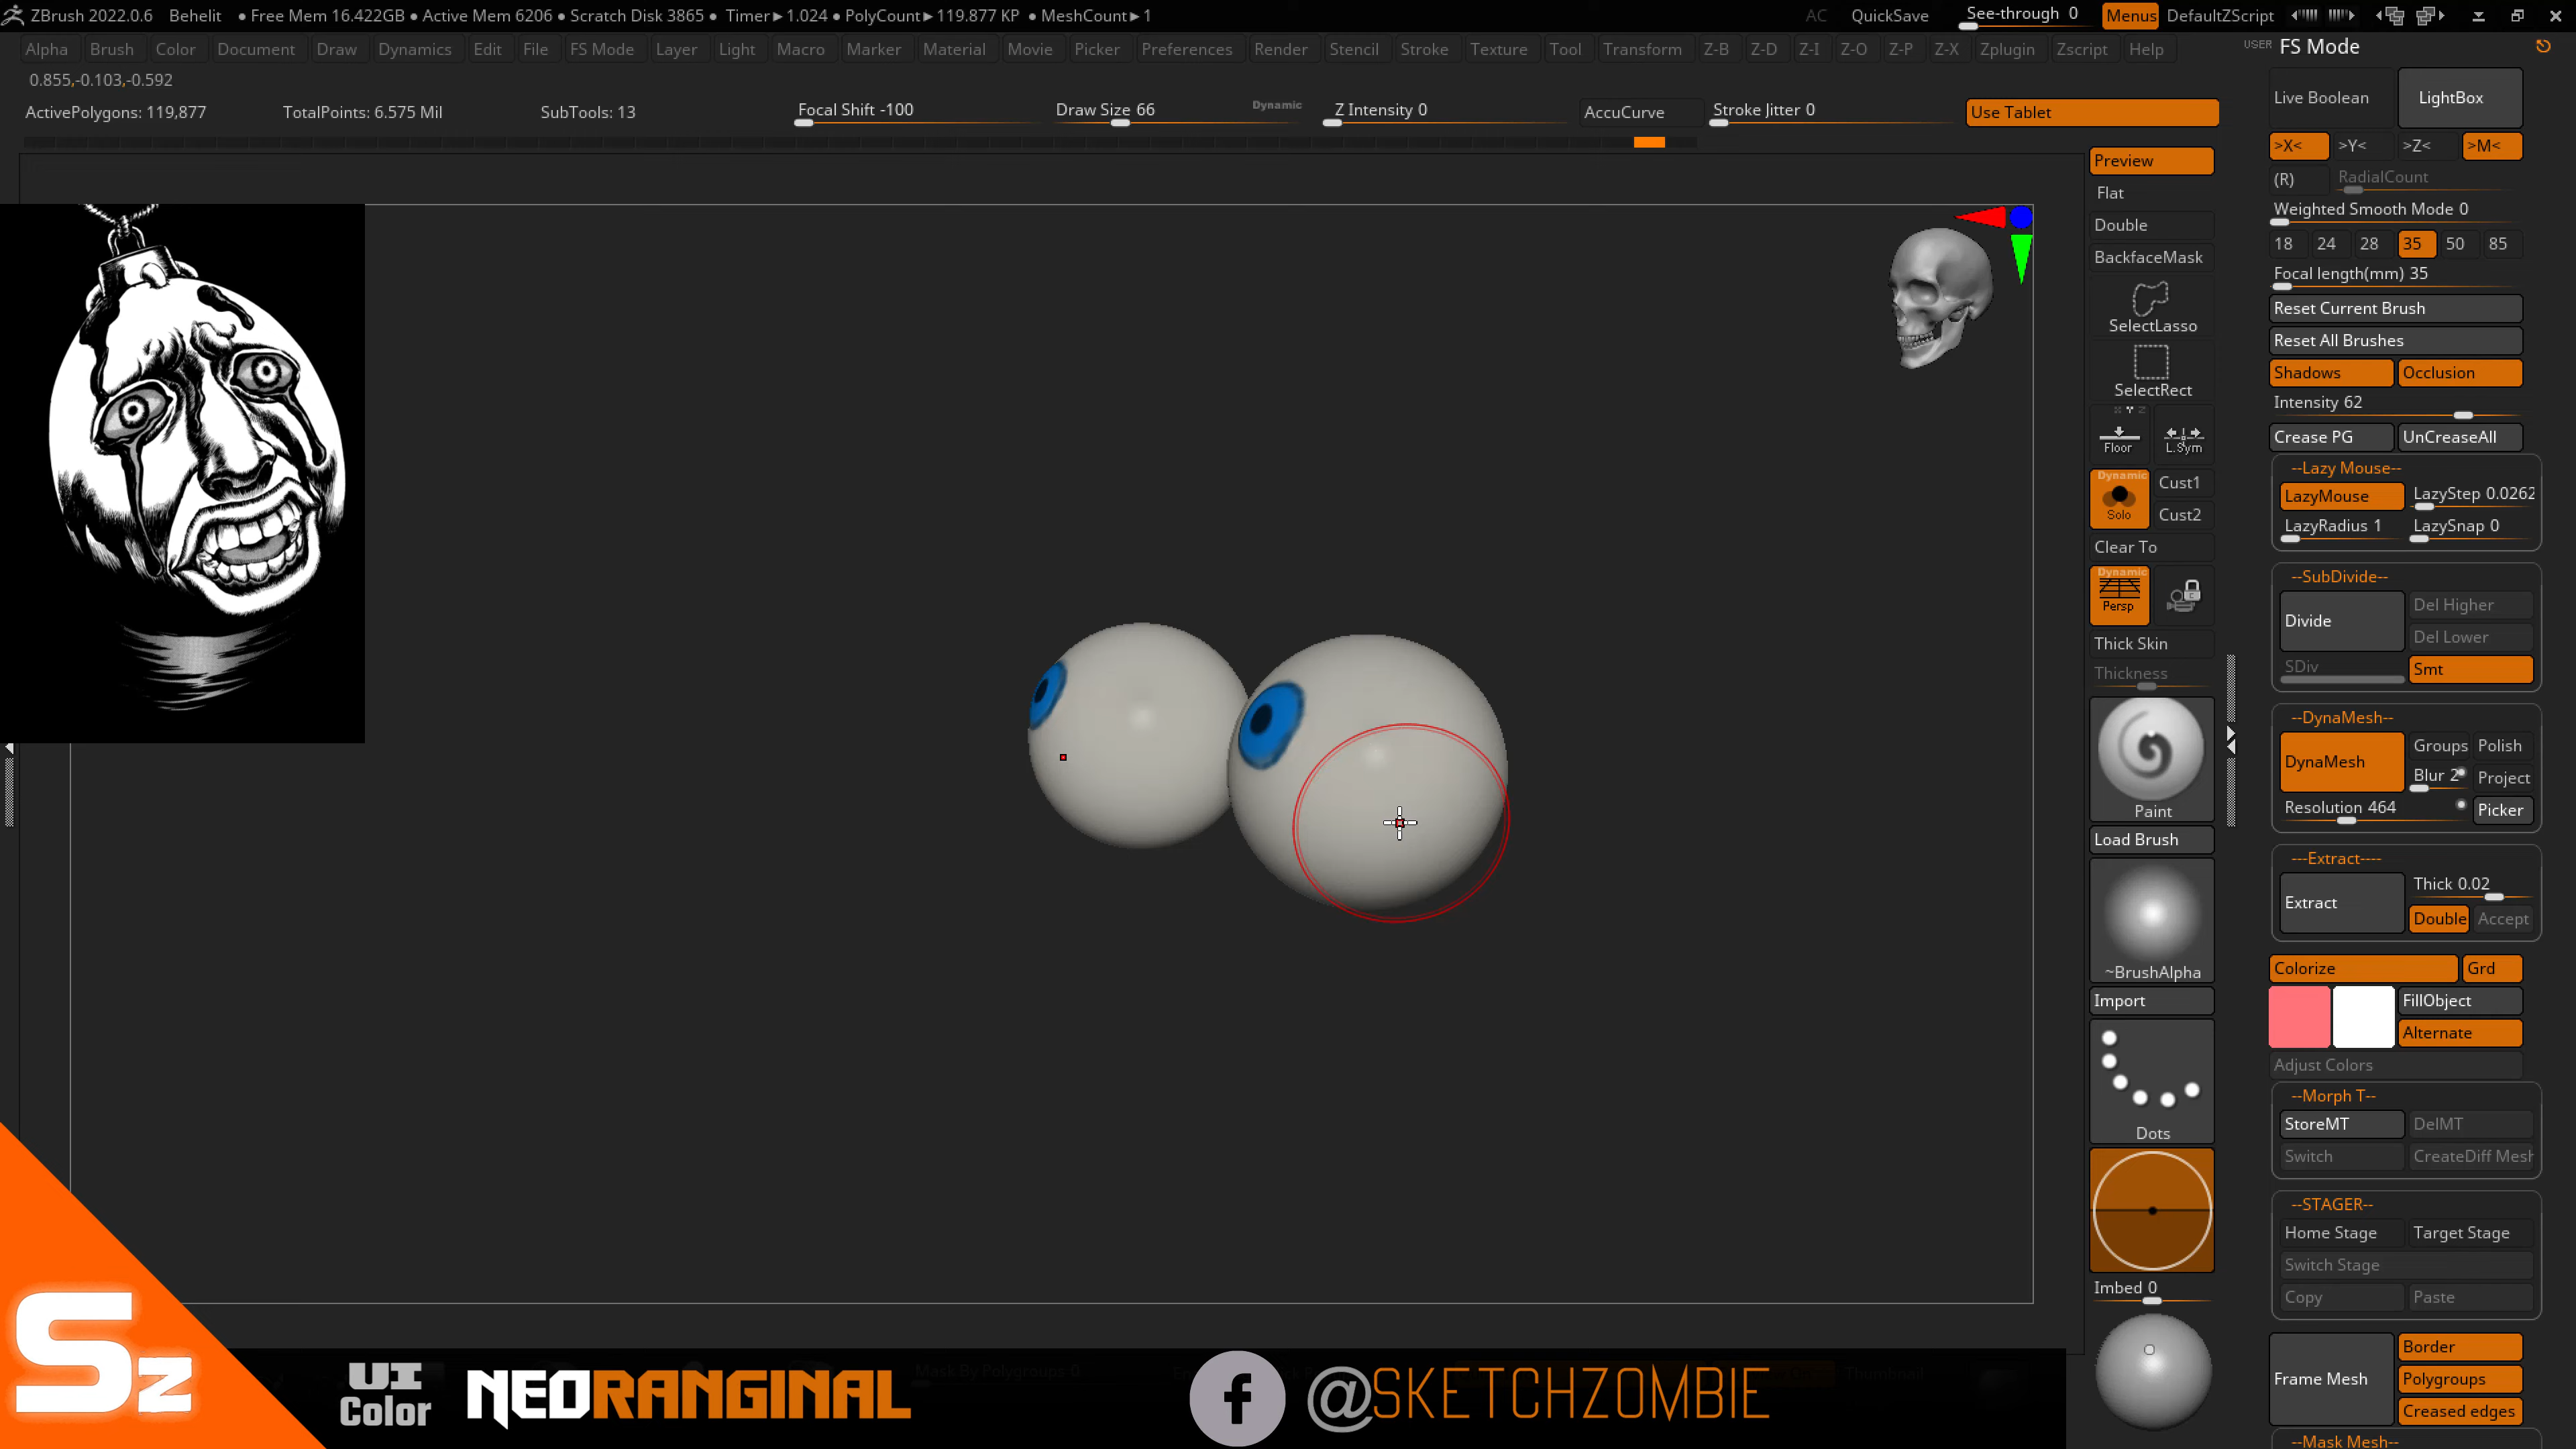 ZBrush 2022.0.6 Behelit • Free Mem 16.422GB • Active Mem 6206 • Scratch Disk 3865 • Timer►1.024 • PolyCount►119.877 KP • MeshCount►1 AC QuickSave See-through 0 Menus DefaultZScript
Alpha Brush Color Document Draw Dynamics Edit File FS Mode Layer Light Macro Marker Material Movie Picker Preferences Render Stencil Stroke Texture Tool Transform Z-B Z-D Z-I Z-O Z-P Z-X Zplugin Zscript Help
USER FS Mode
0.855,-0.103,-0.592
ActivePolygons: 119,877 TotalPoints: 6.575 Mil SubTools: 13 Focal Shift -100 Draw Size 66 Dynamic Z Intensity 0 AccuCurve Stroke Jitter 0 Use Tablet
Preview
Flat
Double
BackfaceMask
SelectLasso
SelectRect
Floor L.Sym
Dynamic
Solo
Cust1
Cust2
Clear To
Dynamic
Persp
Thick Skin
Thickness
Paint
Load Brush
~BrushAlpha
Import
Dots
Imbed 0
Live Boolean LightBox
>X< >Y< >Z< >M<
(R) RadialCount
Weighted Smooth Mode 0
18 24 28 35 50 85
Focal length(mm) 35
Reset Current Brush
Reset All Brushes
Shadows Occlusion
Intensity 62
Crease PG UnCreaseAll
--Lazy Mouse--
LazyMouse LazyStep 0.0262
LazyRadius 1 LazySnap 0
--SubDivide--
Divide Del Higher
Del Lower
SDiv Smt
--DynaMesh--
DynaMesh Groups Polish
Blur 2 Project
Resolution 464 Picker
---Extract----
Extract Thick 0.02
Double Accept
Colorize Grd
FillObject
Alternate
Adjust Colors
--Morph T--
StoreMT DelMT
Switch CreateDiff Mesh
--STAGER--
Home Stage Target Stage
Switch Stage
Copy Paste
Frame Mesh Border
Polygroups
Creased edges
--Mask Mesh--
Mask By Polygroups 0
Thumbnail
Sz
UI
Color
NEORANGINAL
f @SKETCHZOMBIE